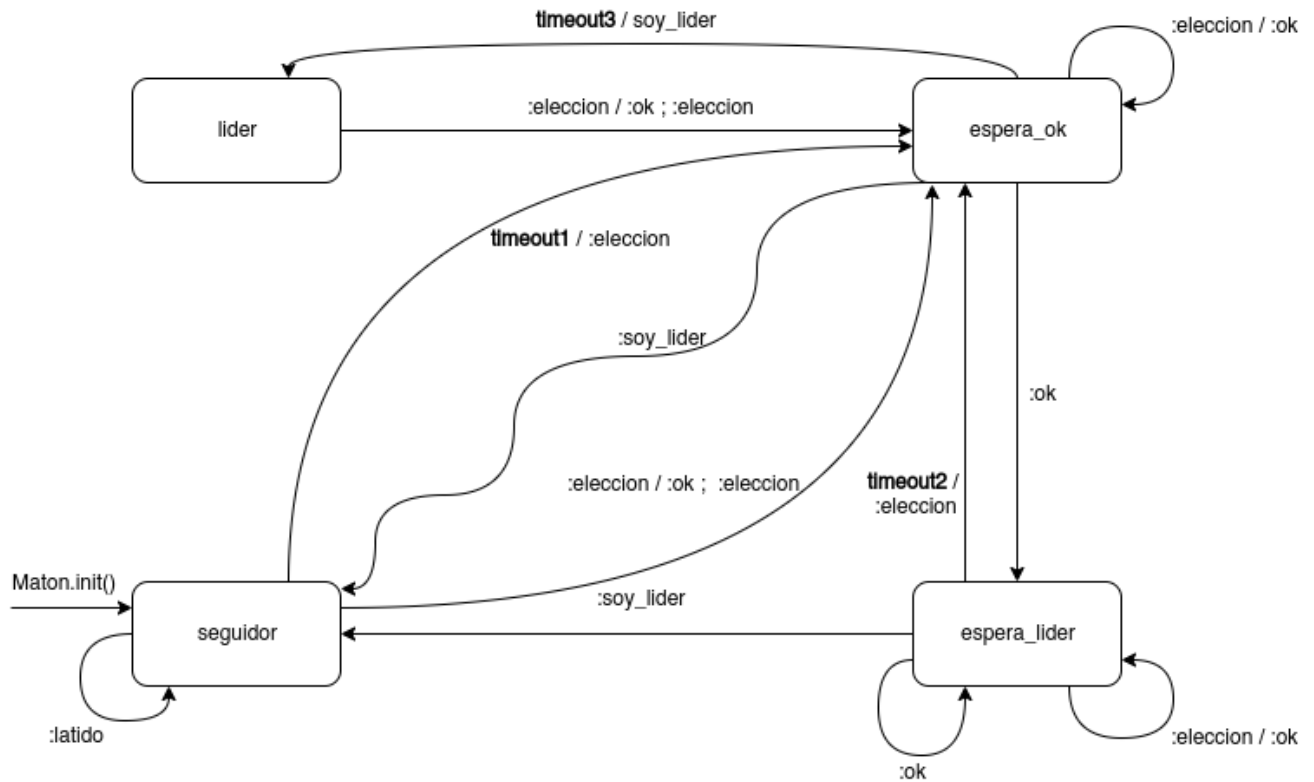 timeout3 / soy_lider
:eleccion / :ok
lider
:eleccion / :ok ; :eleccion
espera_ok
timeout1 / :eleccion
:soy_lider
:ok
:eleccion / :ok ; :eleccion
timeout2 /
:eleccion
Maton.init()
:soy_lider
seguidor
espera_lider
:latido
:eleccion / :ok
:ok